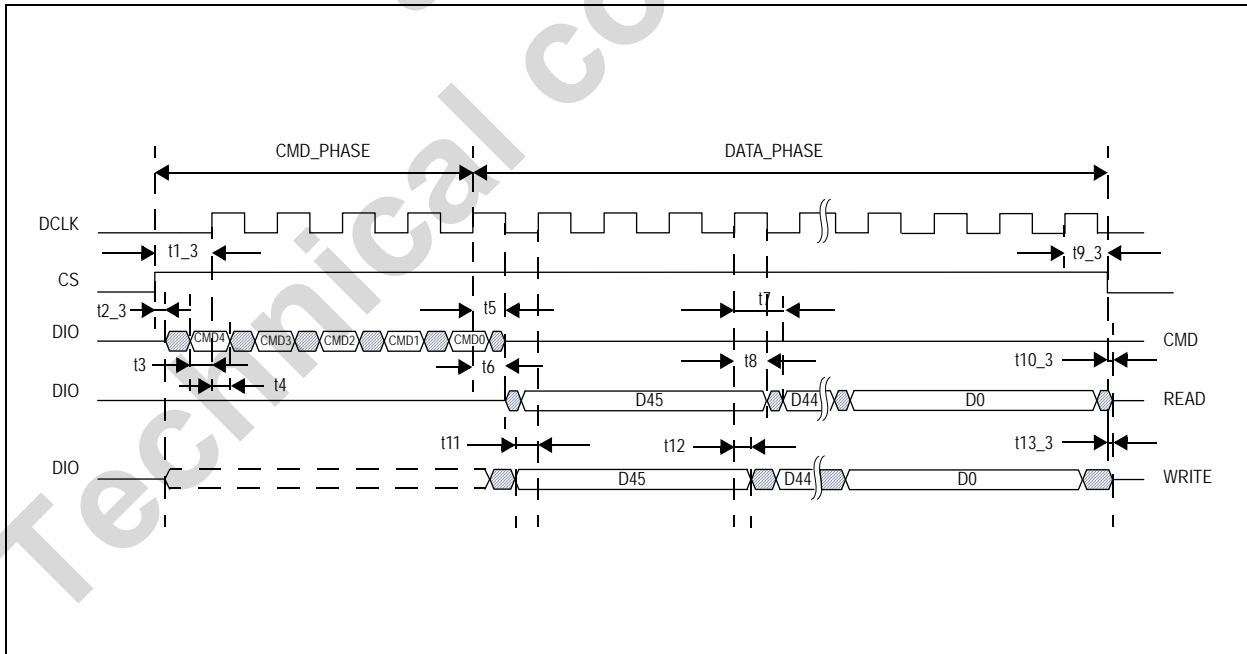 Technical co
CMD_PHASE DATA_PHASE
DCLK
t1_3 t9_3
CS
t2_3 t5 t7
DIO CMD4 CMD3 CMD2 CMD1 CMD0 CMD
t3 t4 t6 t8 t10_3
DIO D45 D44 D0 READ
t11 t12 t13_3
DIO D45 D44 D0 WRITE